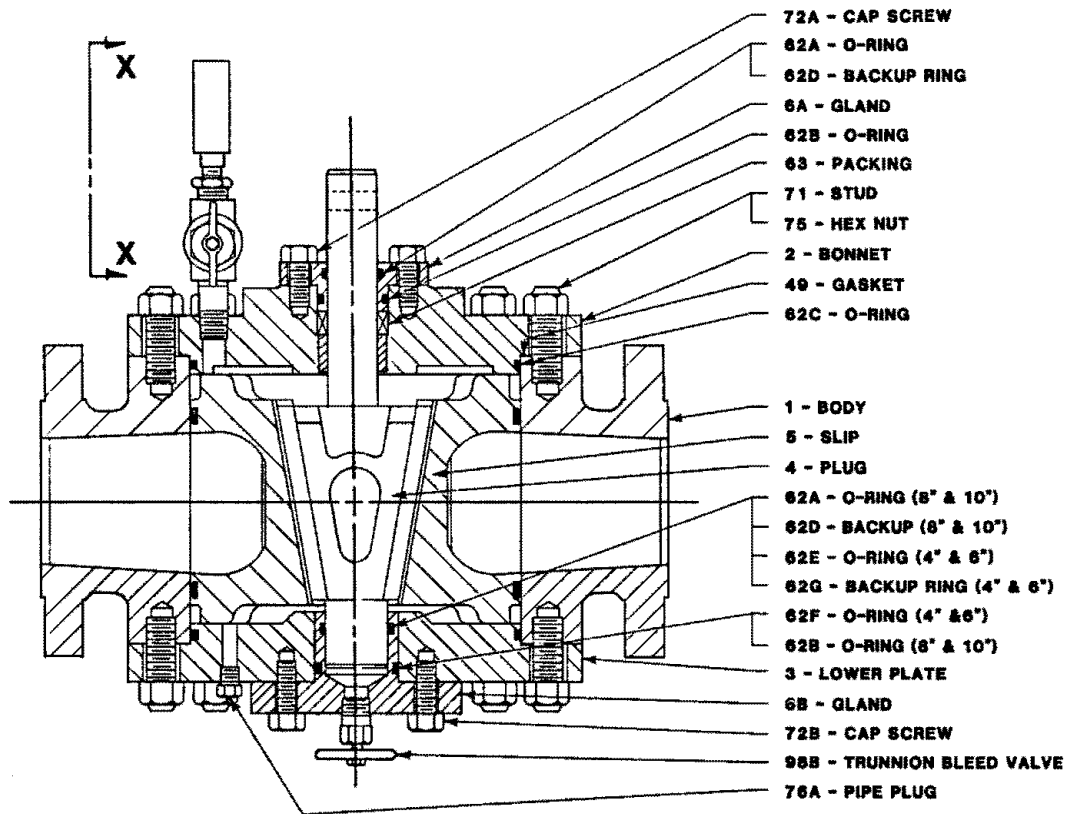 X
X
72A - CAP SCREW
62A - O-RING
62D - BACKUP RING
6A - GLAND
62B - O-RING
63 - PACKING
71 - STUD
75 - HEX NUT
2 - BONNET
49 - GASKET
62C - O-RING
1 - BODY
5 - SLIP
4 - PLUG
62A - O-RING (8" & 10")
62D - BACKUP (8" & 10")
62E - O-RING (4" & 6")
62G - BACKUP RING (4" & 6")
62F - O-RING (4" &6")
62B - O-RING (8" & 10")
3 - LOWER PLATE
6B - GLAND
72B - CAP SCREW
98B - TRUNNION BLEED VALVE
76A - PIPE PLUG